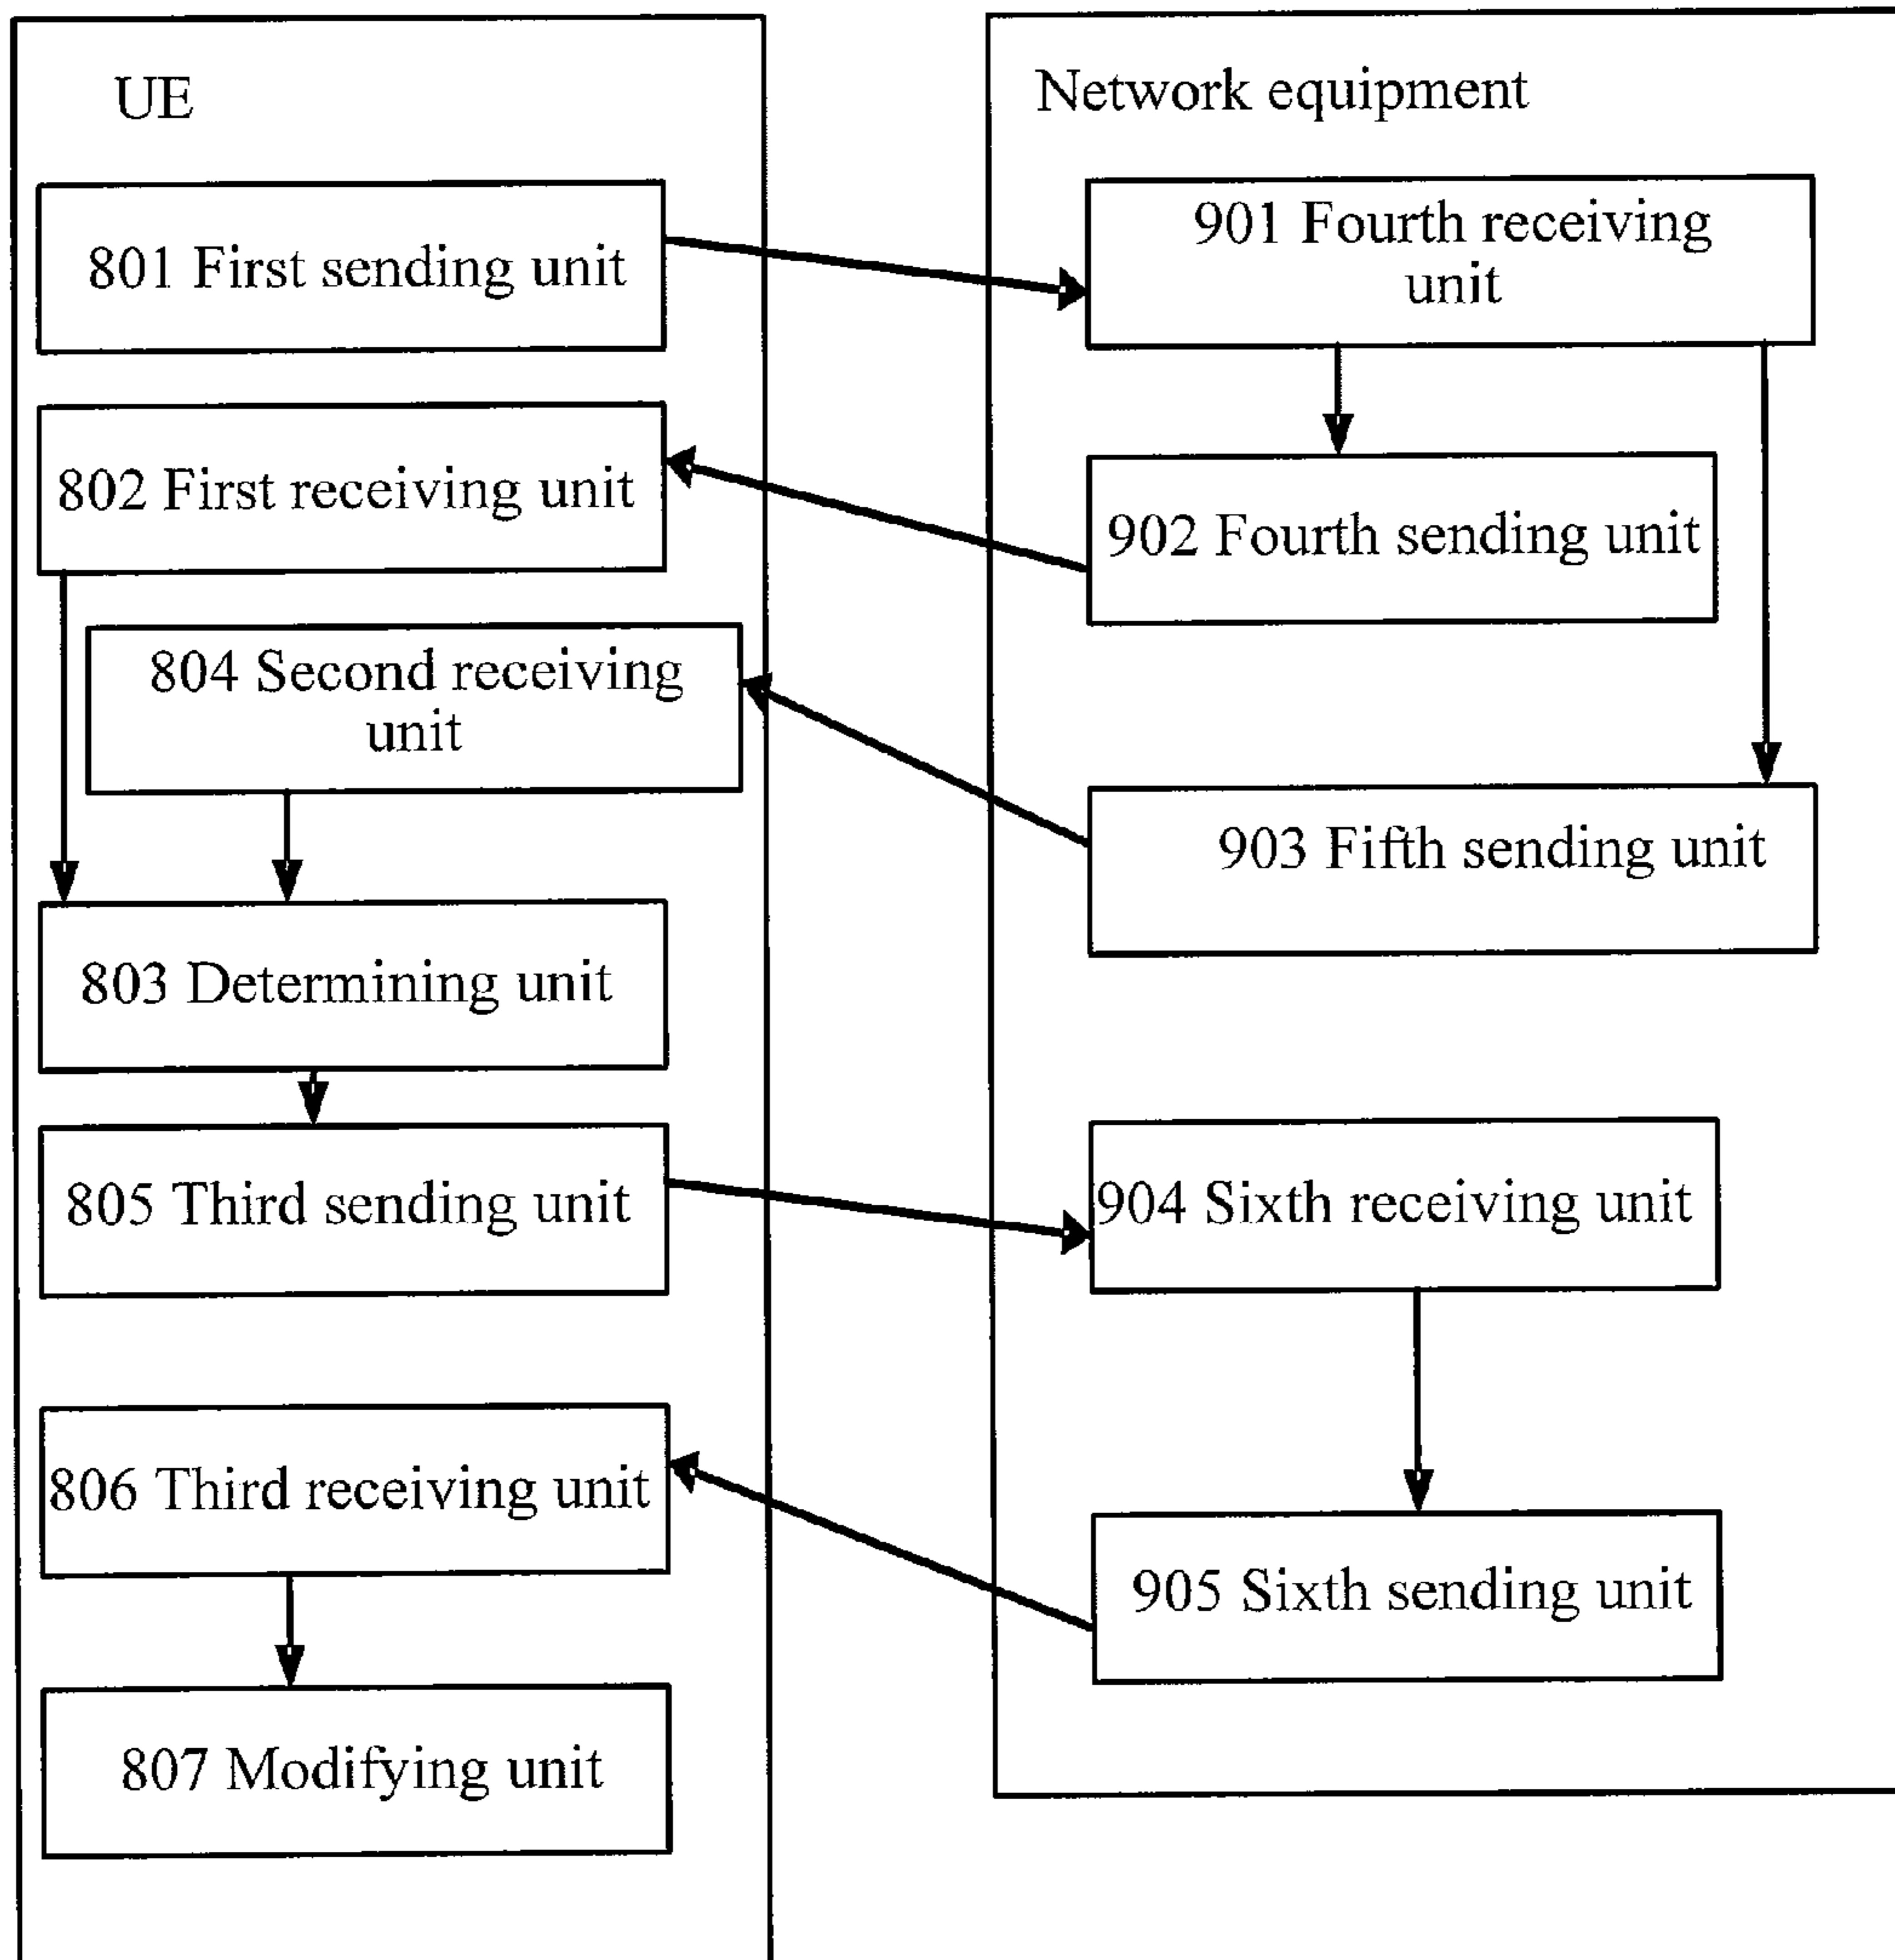 UE
801 First sending unit
802 First receiving unit
804 Second receiving
unit
803 Determining unit
805 Third sending unit
806 Third receiving unit
807 Modifying unit
Network equipment
901 Fourth receiving
unit
902 Fourth sending unit
903 Fifth sending unit
904 Sixth receiving unit
905 Sixth sending unit